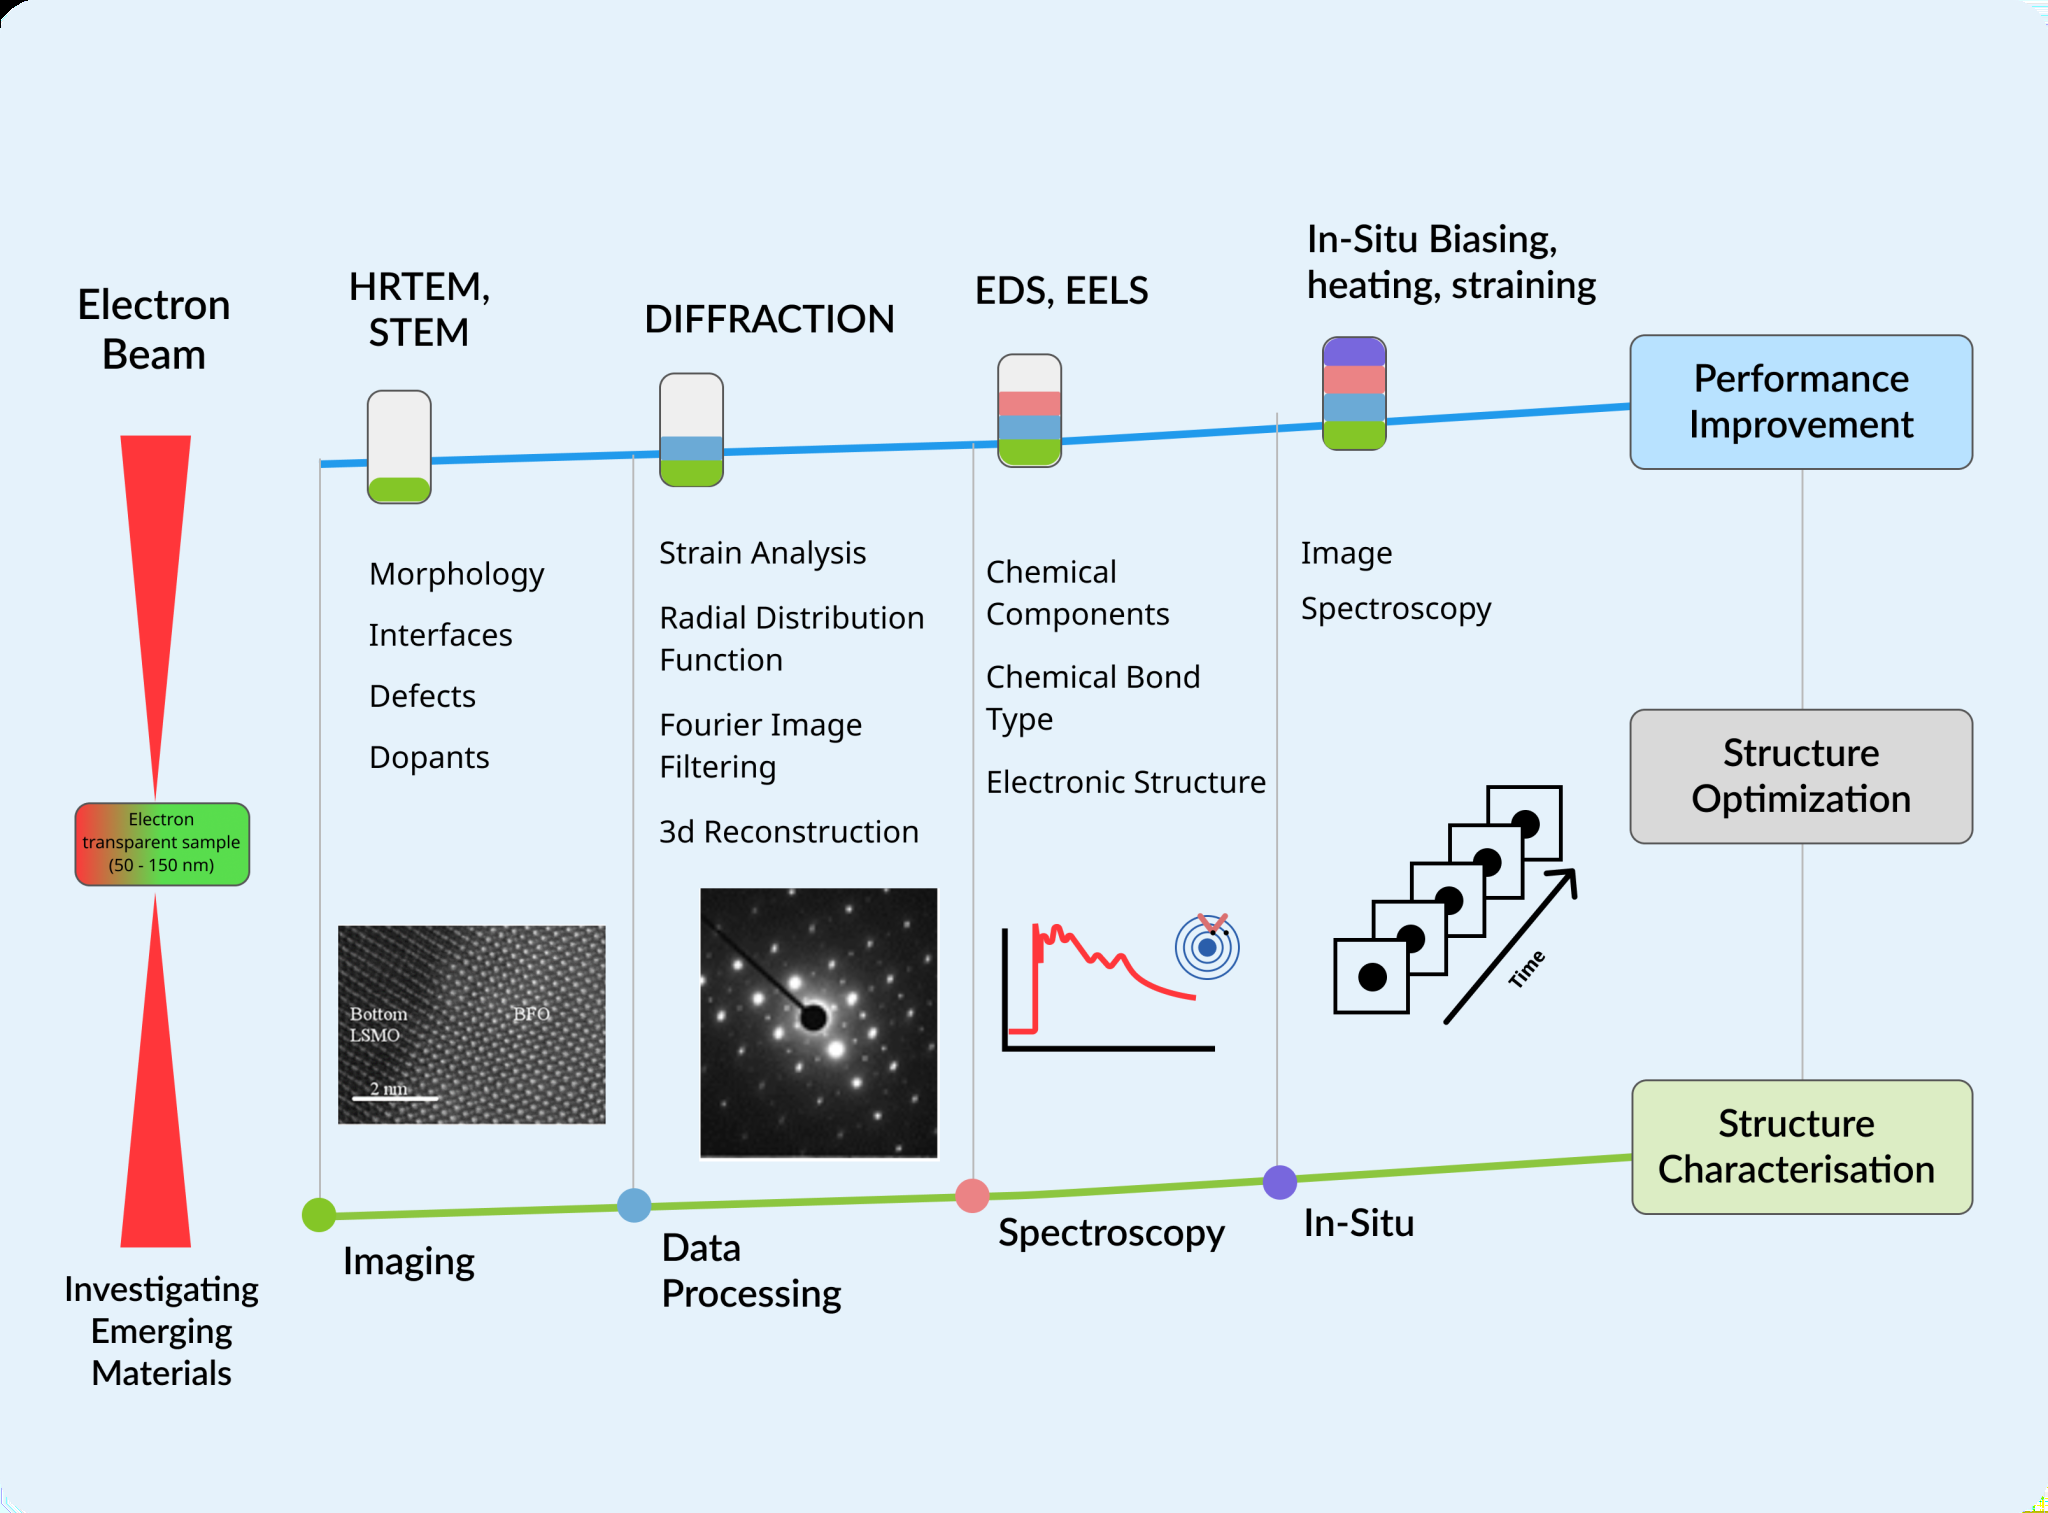 Electron
Beam
Electron
transparent sample
(50 - 150 nm)
Investigating
Emerging
Materials
HRTEM,
STEM
Morphology
Interfaces
Defects
Dopants
Bottom
LSMO
BFO
2 nm
Imaging
DIFFRACTION
Strain Analysis
Radial Distribution
Function
Fourier Image
Filtering
3d Reconstruction
Data
Processing
EDS, EELS
Chemical
Components
Chemical Bond
Type
Electronic Structure
Spectroscopy
In-Situ Biasing,
heating, straining
Image
Spectroscopy
Time
In-Situ
Performance
Improvement
Structure
Optimization
Structure
Characterisation